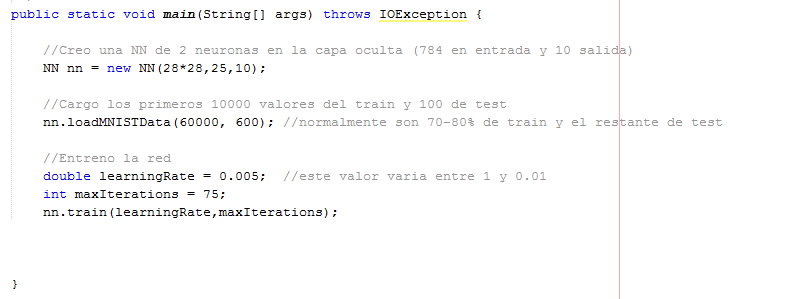 public static void main(String[] args) throws IOException {
//Creo una NN de 2 neuronas en la capa oculta (784 en entrada y 10 salida)
NN nn = new NN(28*28,25,10);
//Cargo los primeros 10000 valores del train y 100 de test
nn.loadMNISTData(60000, 600); //normalmente son 70-80% de train y el restante de test
//Entreno la red
double learningRate = 0.005;  //este valor varia entre 1 y 0.01
int maxIterations = 75;
nn.train(learningRate,maxIterations);
}